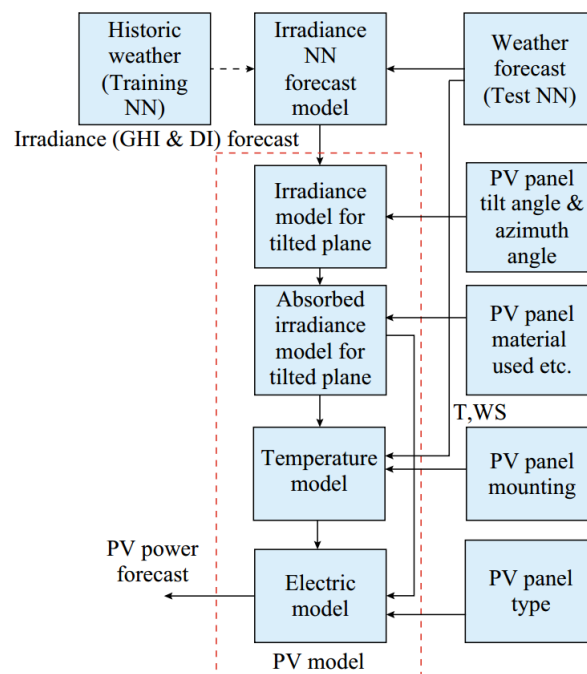 Historic
weather
(Training
NN)
Irradiance
NN
forecast
model
Weather
forecast
(Test NN)
Irradiance (GHI & DI) forecast
Irradiance
model for
tilted plane
PV panel
tilt angle &
azimuth
angle
Absorbed
irradiance
model for
tilted plane
PV panel
material
used etc.
T,WS
Temperature
model
PV panel
mounting
PV power
forecast
Electric
model
PV panel
type
PV model